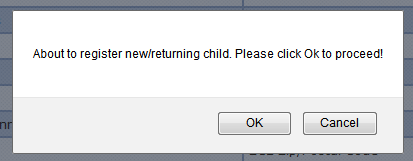 About to register new/returning child. Please click Ok to proceed!
OK
Cancel